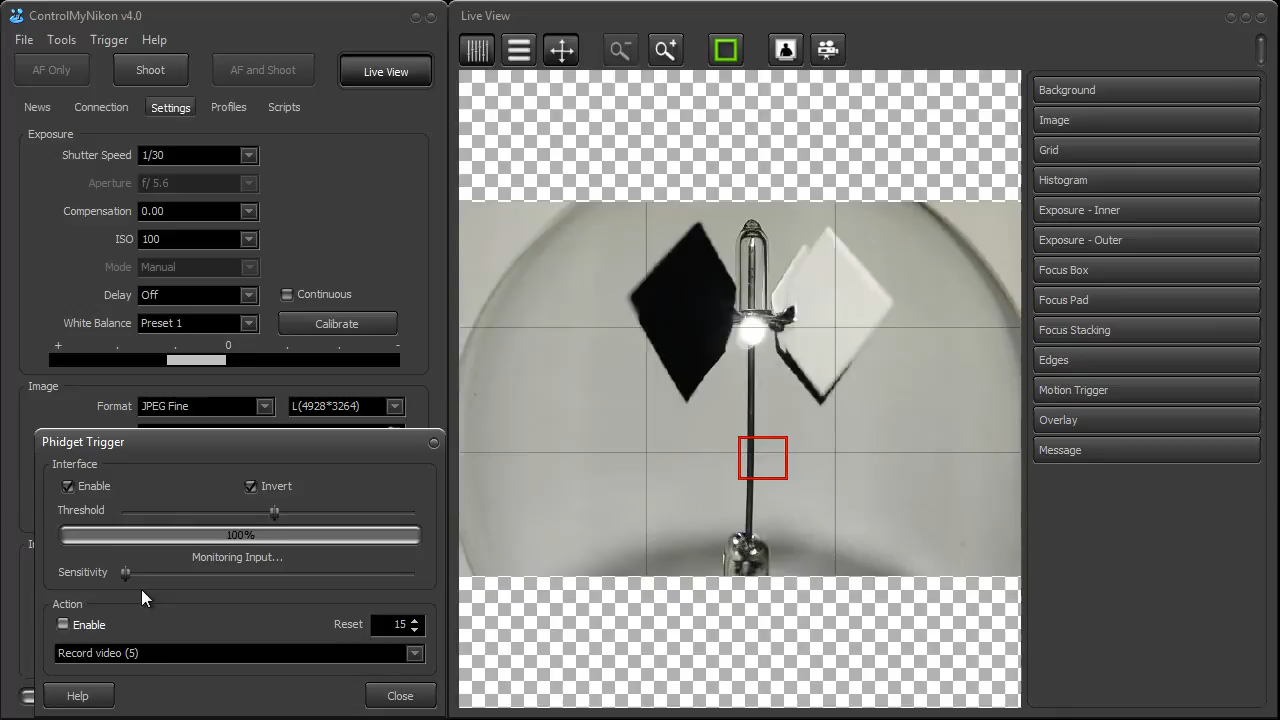 ControlMyNikon v4.0
File Tools Trigger Help
AF Only Shoot AF and Shoot Live View
News Connection Settings Profiles Scripts
Exposure
Shutter Speed 1/30
Aperture f/ 5.6
Compensation 0.00
ISO 100
Mode Manual
Delay Off Continuous
White Balance Preset 1 Calibrate
+ . . 0 . . -
Image
Format JPEG Fine L(4928*3264)
Phidget Trigger
Interface
Enable Invert
Threshold
100%
Monitoring Input...
Sensitivity
Action
Enable Reset 15
Record video (5)
Help Close
Live View
Background
Image
Grid
Histogram
Exposure - Inner
Exposure - Outer
Focus Box
Focus Pad
Focus Stacking
Edges
Motion Trigger
Overlay
Message